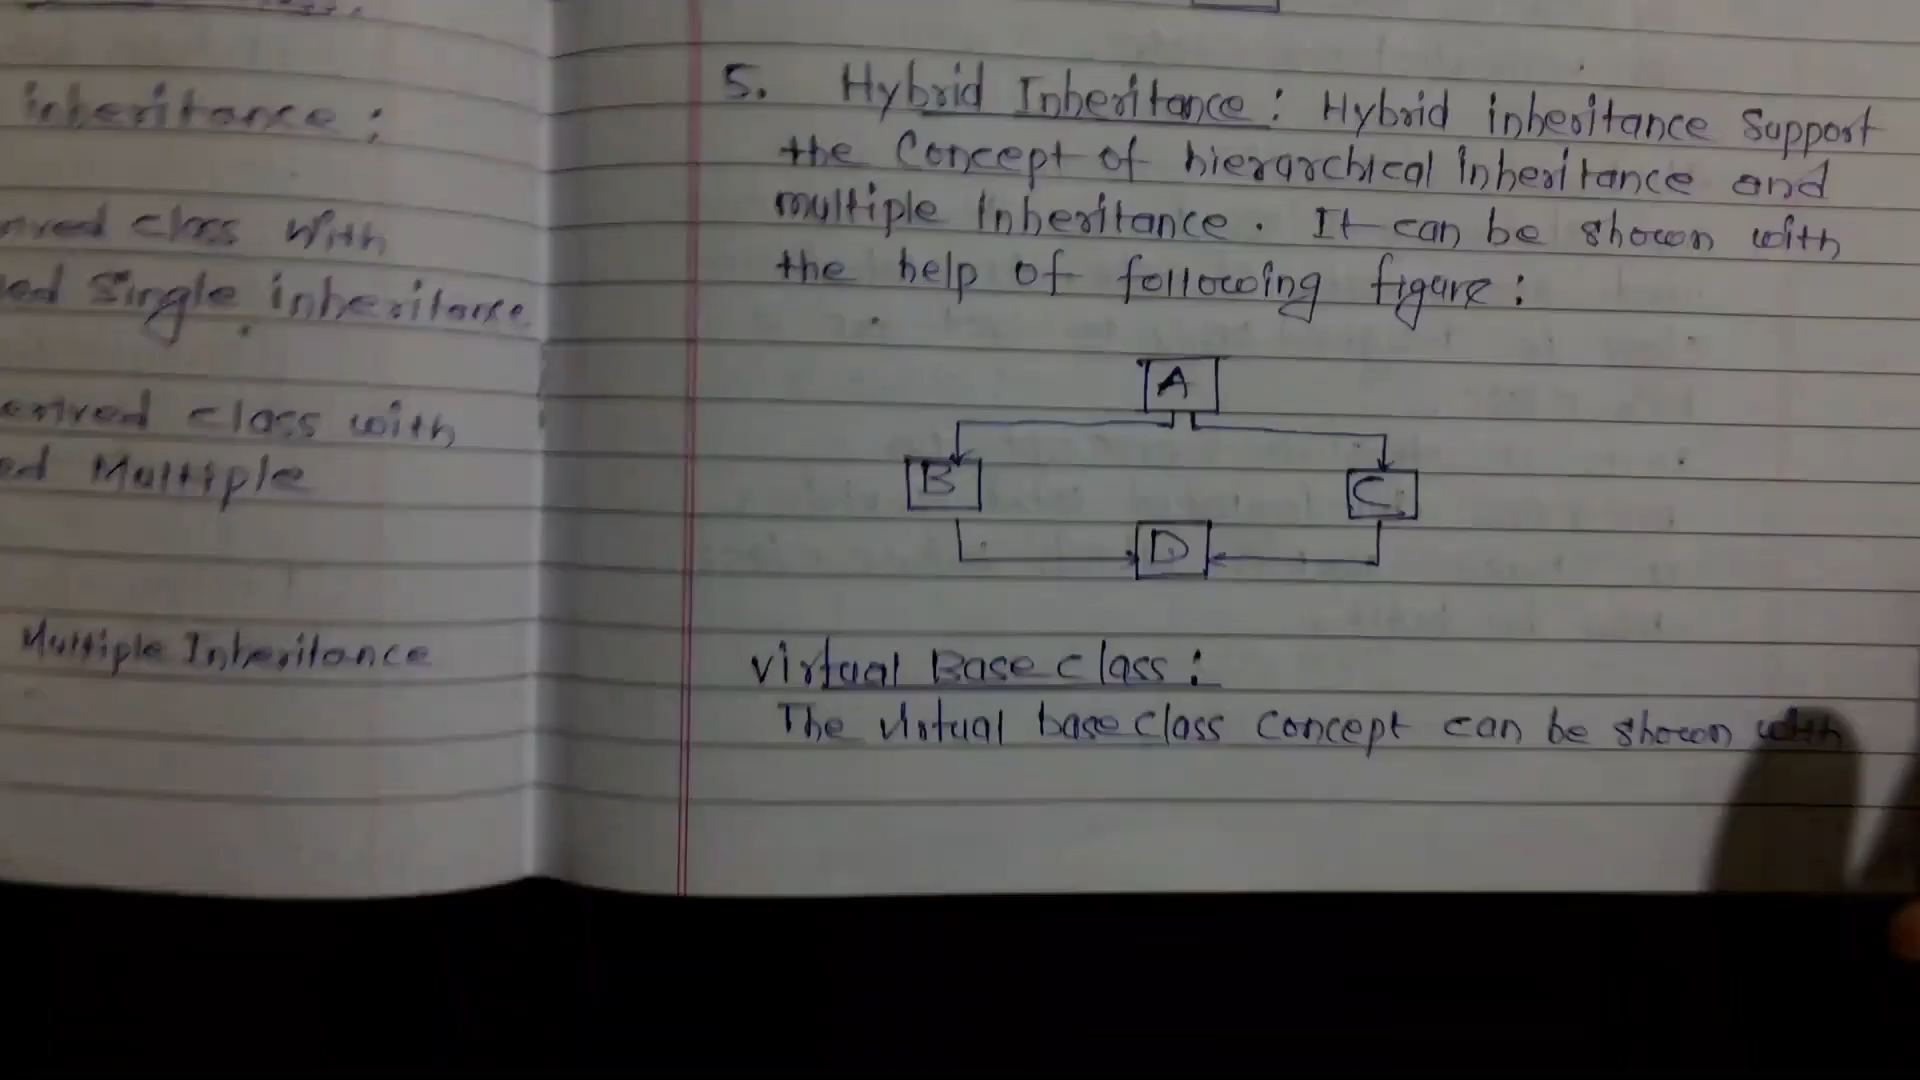 inheritance :
class with
Single inheritance
class with
Multiple
Multiple Inheritance
5. Hybrid Inheritance : Hybrid inheritance Support
the Concept of hierarchical inheritance and
multiple inheritance . It can be shown with
the help of following figure :
A
B
C
D
Virtual Base class :
The virtual base class concept can be shown with